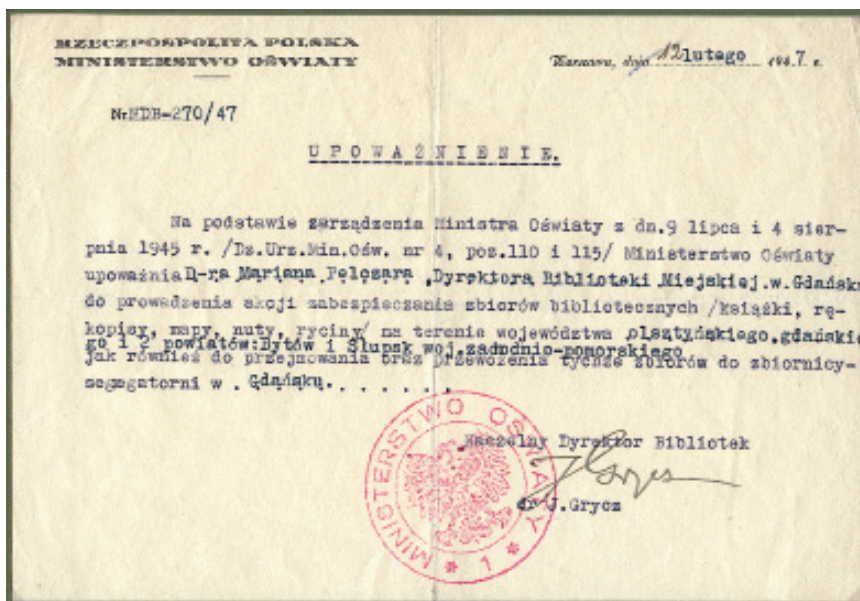 RZECZPOSPOLITA POLSKA
MINISTERSTWO OŚWIATY
Warszawa, dnia 12 lutego 1947 r.
Nr NDB-270/47
UPOWAŻNIENIE.
Na podstawie zarządzenia Ministra Oświaty z dn.9 lipca i 4 sier-
pnia 1945 r. /Dz.Urz.Min.Ośw. nr 4, poz.110 i 115/ Ministerstwo Oświaty
upoważnia D-ra Mariana Pelczara ,Dyrektora Biblioteki Miejskiej.w.Gdańsku
do prowadzenia akcji zabezpieczania zbiorów bibliotecznych /książki, rę-
kopisy, mapy, nuty, ryciny/ na terenie województwa olsztyńskiego,gdańskie
go i 2 powiatów:Bytów i Słupsk woj.zachodnio-pomorskiego
jak również do przejmowania oraz przewożenia tychże zbiorów do zbiornicy-
segregatorni w . Gdańsku. . . . . . .
Naczelny Dyrektor Bibliotek
dr J.Grycz
MINISTERSTWO OŚWIATY * 1 *